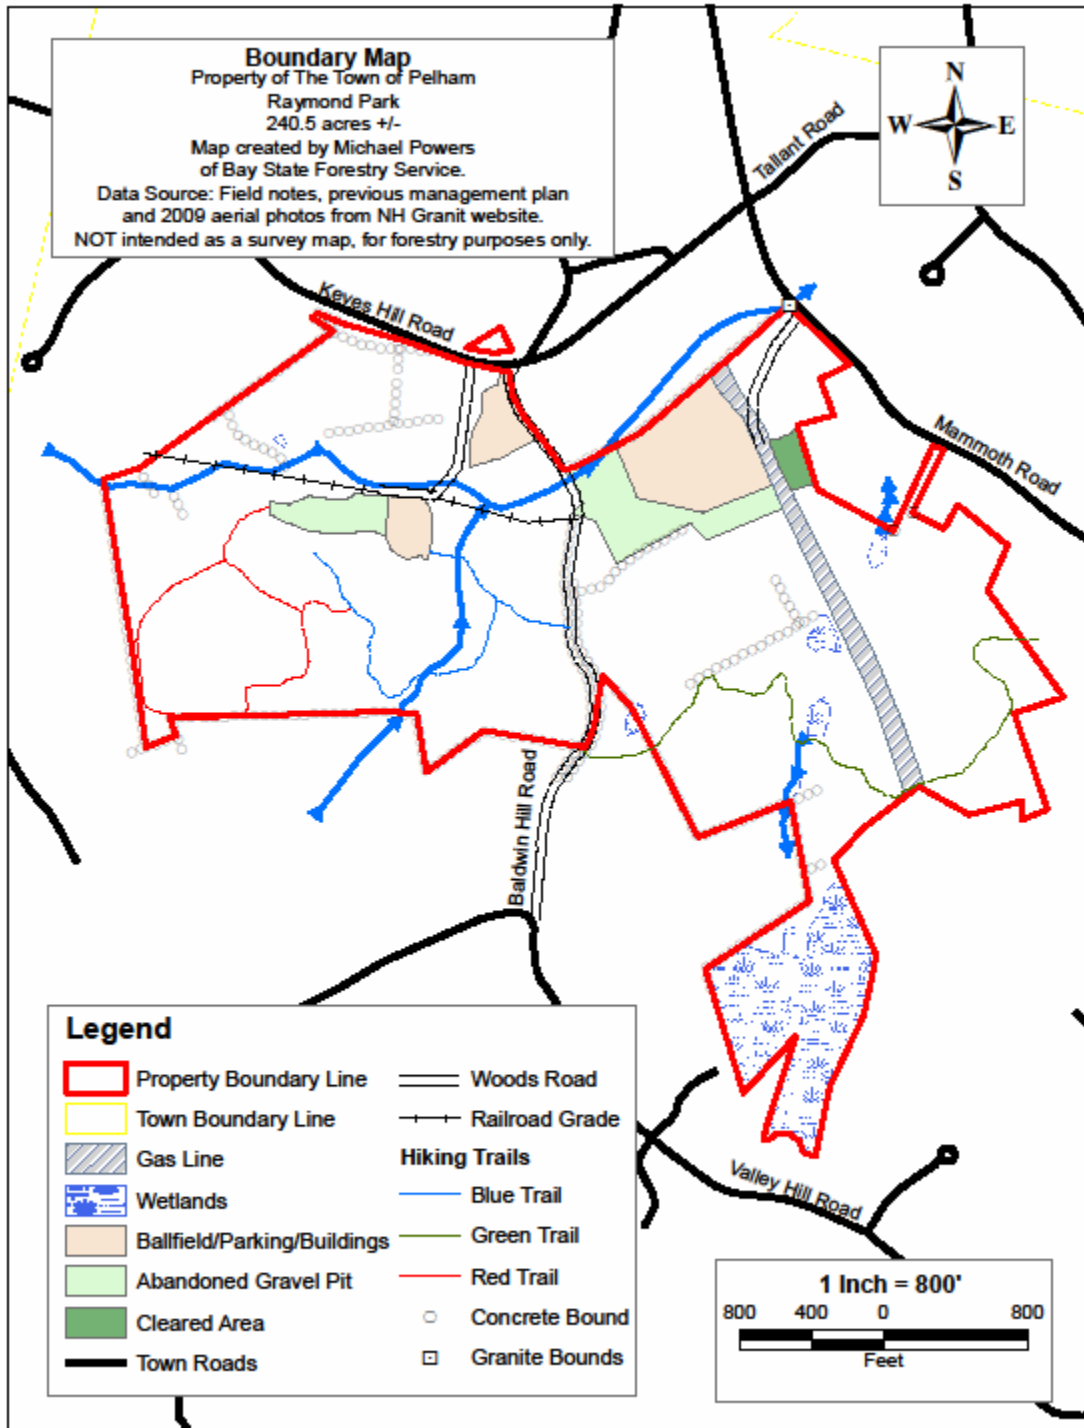 Boundary Map
Property of The Town of Pelham
Raymond Park
240.5 acres +/-
Map created by Michael Powers
of Bay State Forestry Service.
Data Source: Field notes, previous management plan
and 2009 aerial photos from NH Granit website.
NOT intended as a survey map, for forestry purposes only.
N
W E
S
Tallant Road
Keyes Hill Road
Mammoth Road
Baldwin Hill Road
Valley Hill Road
Legend
Property Boundary Line
Town Boundary Line
Gas Line
Wetlands
Ballfield/Parking/Buildings
Abandoned Gravel Pit
Cleared Area
Town Roads
Woods Road
Railroad Grade
Hiking Trails
Blue Trail
Green Trail
Red Trail
Concrete Bound
Granite Bounds
1 Inch = 800'
800 400 0 800
Feet